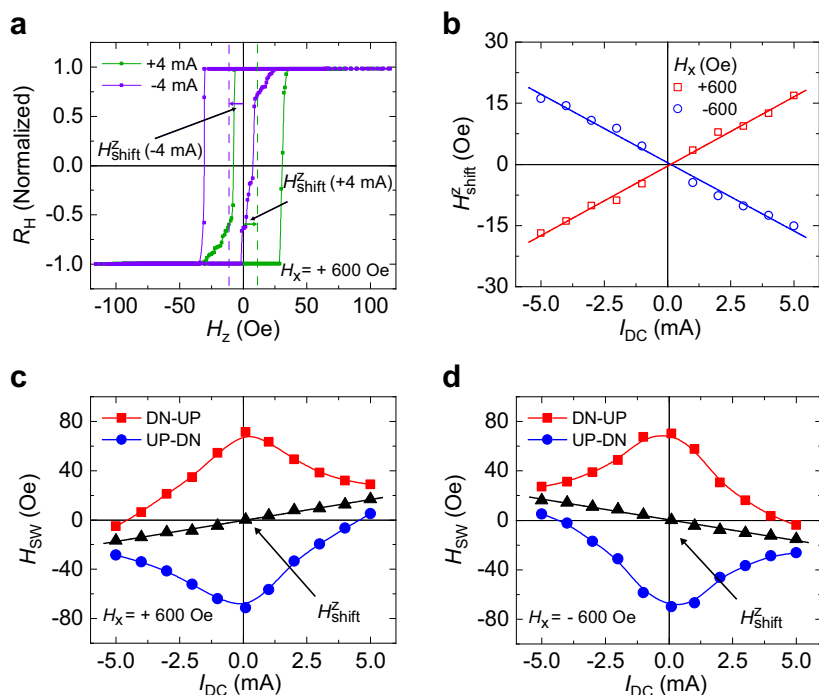 a
+4 mA
-4 mA
H^z_shift (-4 mA)
H^z_shift (+4 mA)
H_x = + 600 Oe
R_H (Normalized)
1.0
0.5
0.0
-0.5
-1.0
-100 -50 0 50 100
H_z (Oe)
b
H_x (Oe)
+600
-600
H^z_shift (Oe)
30
15
0
-15
-30
-5.0 -2.5 0.0 2.5 5.0
I_DC (mA)
c
DN-UP
UP-DN
H_SW (Oe)
80
40
0
-40
-80
H_x = + 600 Oe
H^z_shift
-5.0 -2.5 0.0 2.5 5.0
I_DC (mA)
d
DN-UP
UP-DN
H_SW (Oe)
80
40
0
-40
-80
H_x = - 600 Oe
H^z_shift
-5.0 -2.5 0.0 2.5 5.0
I_DC (mA)